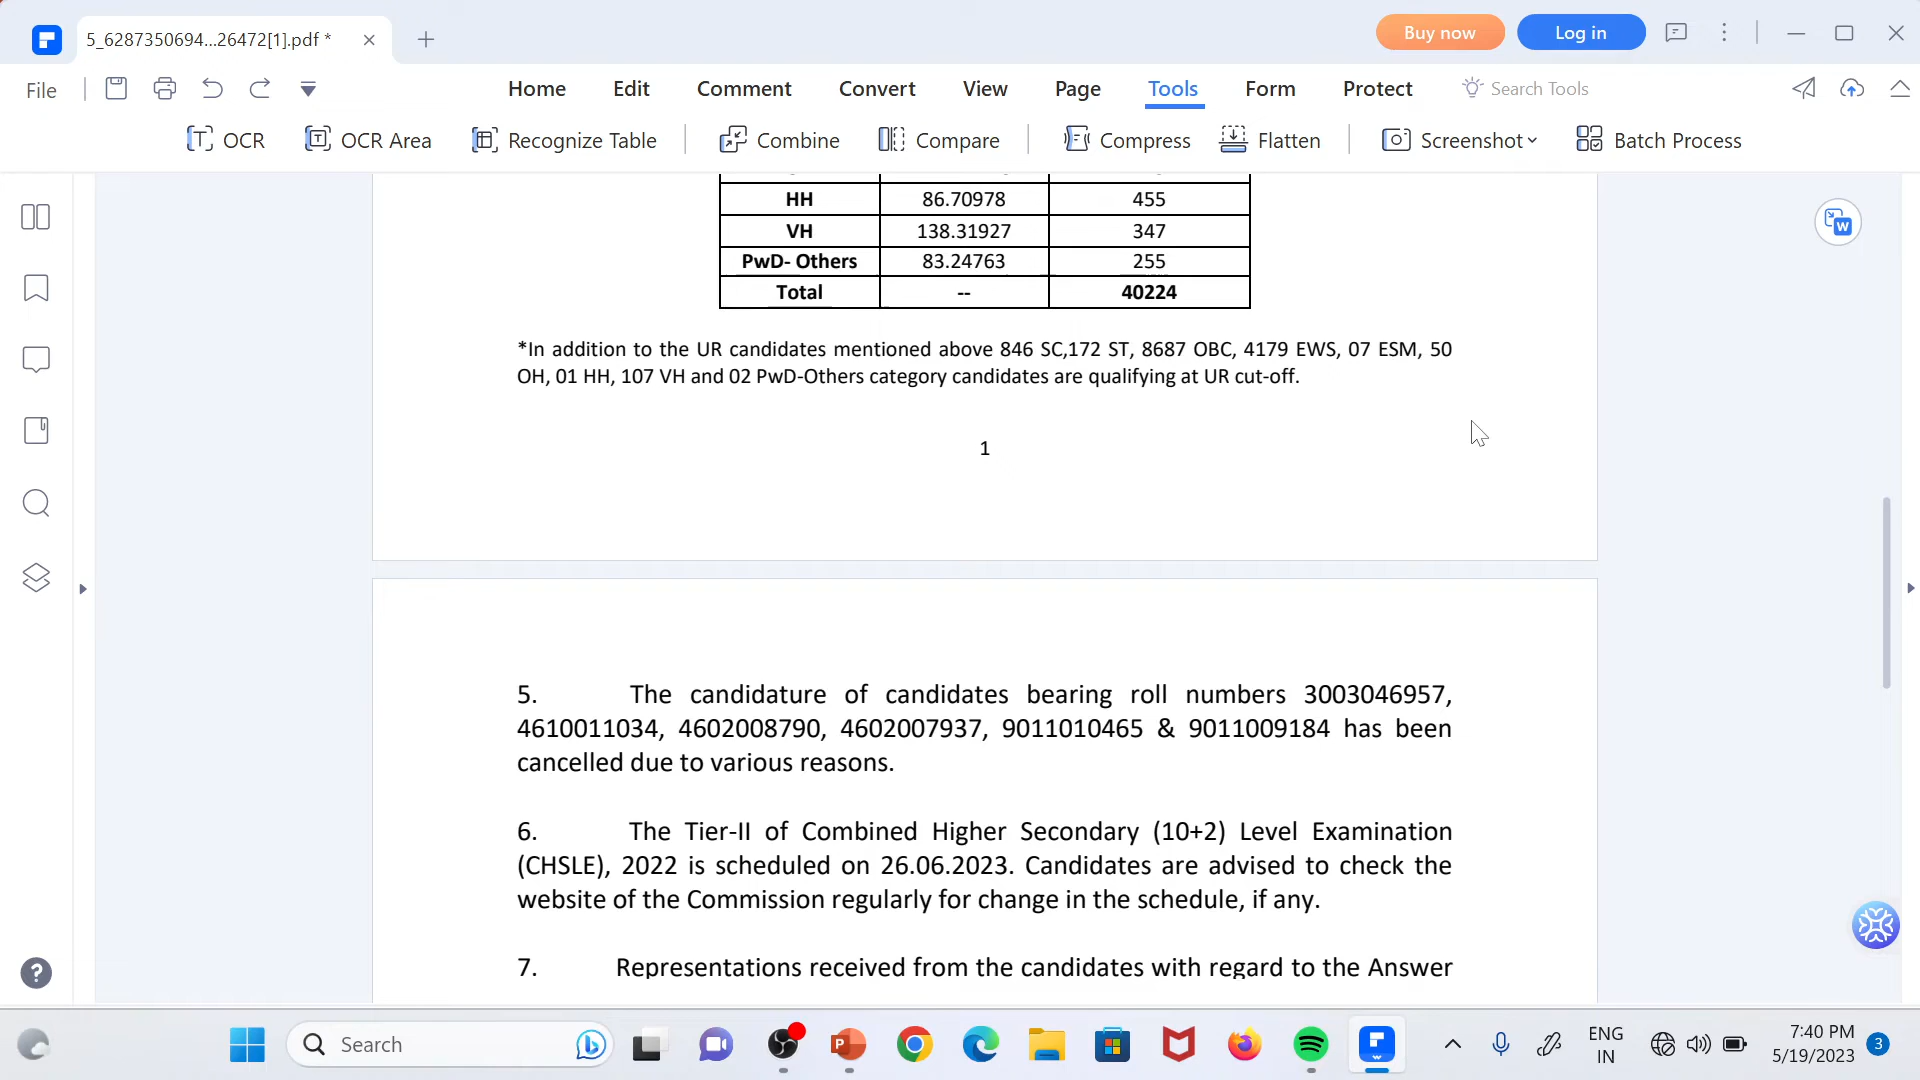 5_6287350694...26472[1].pdf *
Buy now
Log in
File
Home
Edit
Comment
Convert
View
Page
Tools
Form
Protect
Search Tools
OCR
OCR Area
Recognize Table
Combine
Compare
Compress
Flatten
Screenshot
Batch Process
HH 86.70978 455
VH 138.31927 347
PwD- Others 83.24763 255
Total -- 40224
*In addition to the UR candidates mentioned above 846 SC,172 ST, 8687 OBC, 4179 EWS, 07 ESM, 50
OH, 01 HH, 107 VH and 02 PwD-Others category candidates are qualifying at UR cut-off.
1
5. The candidature of candidates bearing roll numbers 3003046957,
4610011034, 4602008790, 4602007937, 9011010465 & 9011009184 has been
cancelled due to various reasons.
6. The Tier-II of Combined Higher Secondary (10+2) Level Examination
(CHSLE), 2022 is scheduled on 26.06.2023. Candidates are advised to check the
website of the Commission regularly for change in the schedule, if any.
7. Representations received from the candidates with regard to the Answer
Search
ENG
IN
7:40 PM
5/19/2023
3